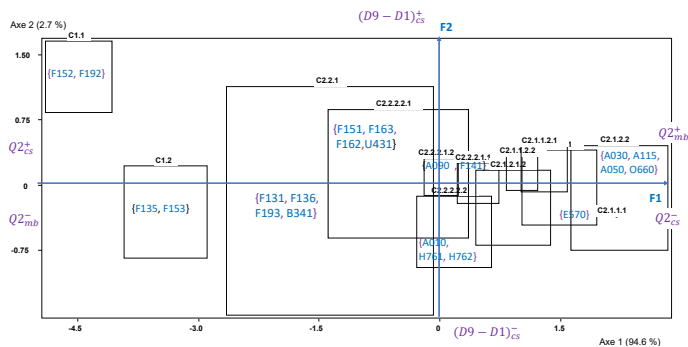 Axe 2 (2.7 %)
(D9 − D1)⁺cs
F2
C1.1
1.50
{F152, F192}
C2.2.1
C2.2.2.2.1
0.75
{F151, F163,
F162,U431}
Q2⁺cs
Q2⁺mb
C2.2.2.1.2
C2.2.2.1.1
C2.1.2.1.2
C2.1.1.2.2
C2.1.1.2.1
C2.1.2.2
{A090, F141}
{A030, A115,
A050, O660}
C1.2
0
F1
C2.2.2.2.2
{F135, F153}
{F131, F136,
F193, B341}
{E570}
C2.1.1.1
Q2⁻mb
Q2⁻cs
-0.75
{A010,
H761, H762}
-4.5
-3.0
-1.5
0
1.5
(D9 − D1)⁻cs
Axe 1 (94.6 %)